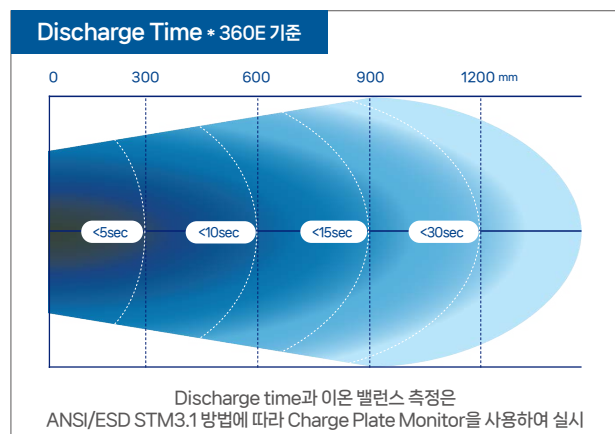 Discharge Time * 360E 기준
0 300 600 900 1200 mm
<5sec <10sec <15sec <30sec
Discharge time과 이온 밸런스 측정은
ANSI/ESD STM3.1 방법에 따라 Charge Plate Monitor을 사용하여 실시